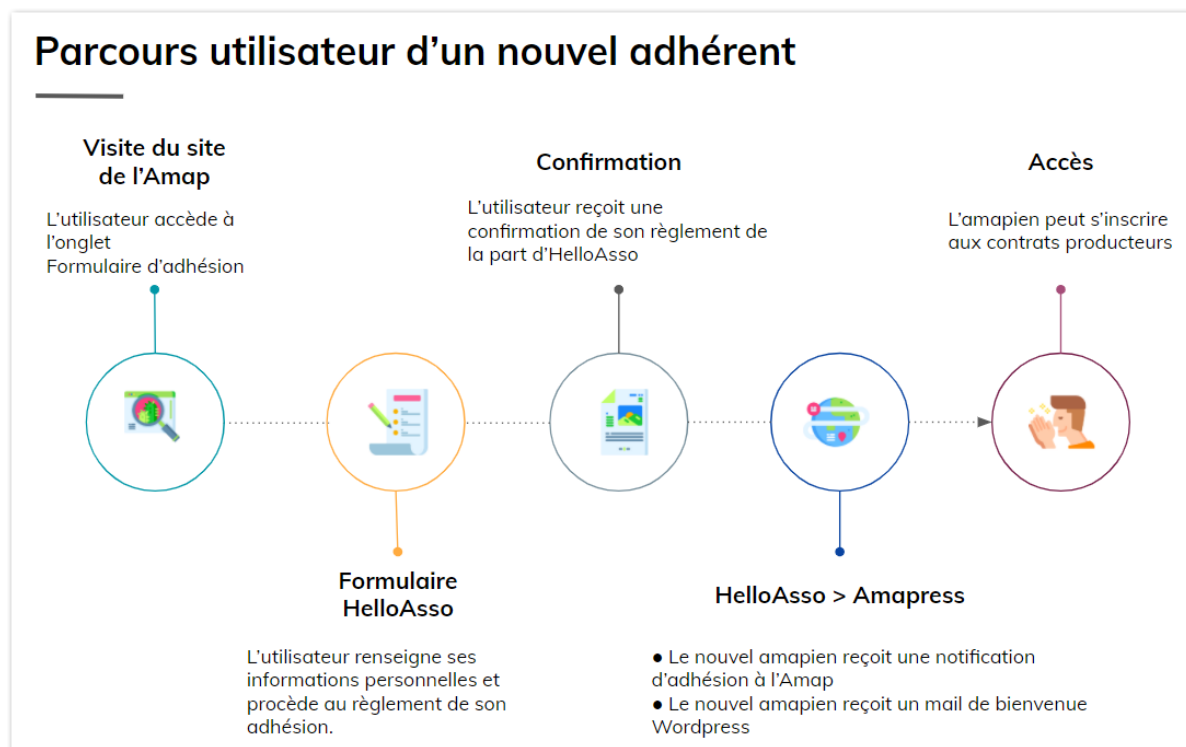 Parcours utilisateur d’un nouvel adhérent
Visite du site
de l’Amap
L’utilisateur accède à
l’onglet
Formulaire d’adhésion
Formulaire
HelloAsso
L’utilisateur renseigne ses
informations personnelles et
procède au règlement de son
adhésion.
Confirmation
L’utilisateur reçoit une
confirmation de son règlement de
la part d’HelloAsso
HelloAsso > Amapress
● Le nouvel amapien reçoit une notification
d’adhésion à l’Amap
● Le nouvel amapien reçoit un mail de bienvenue
Wordpress
Accès
L’amapien peut s’inscrire
aux contrats producteurs